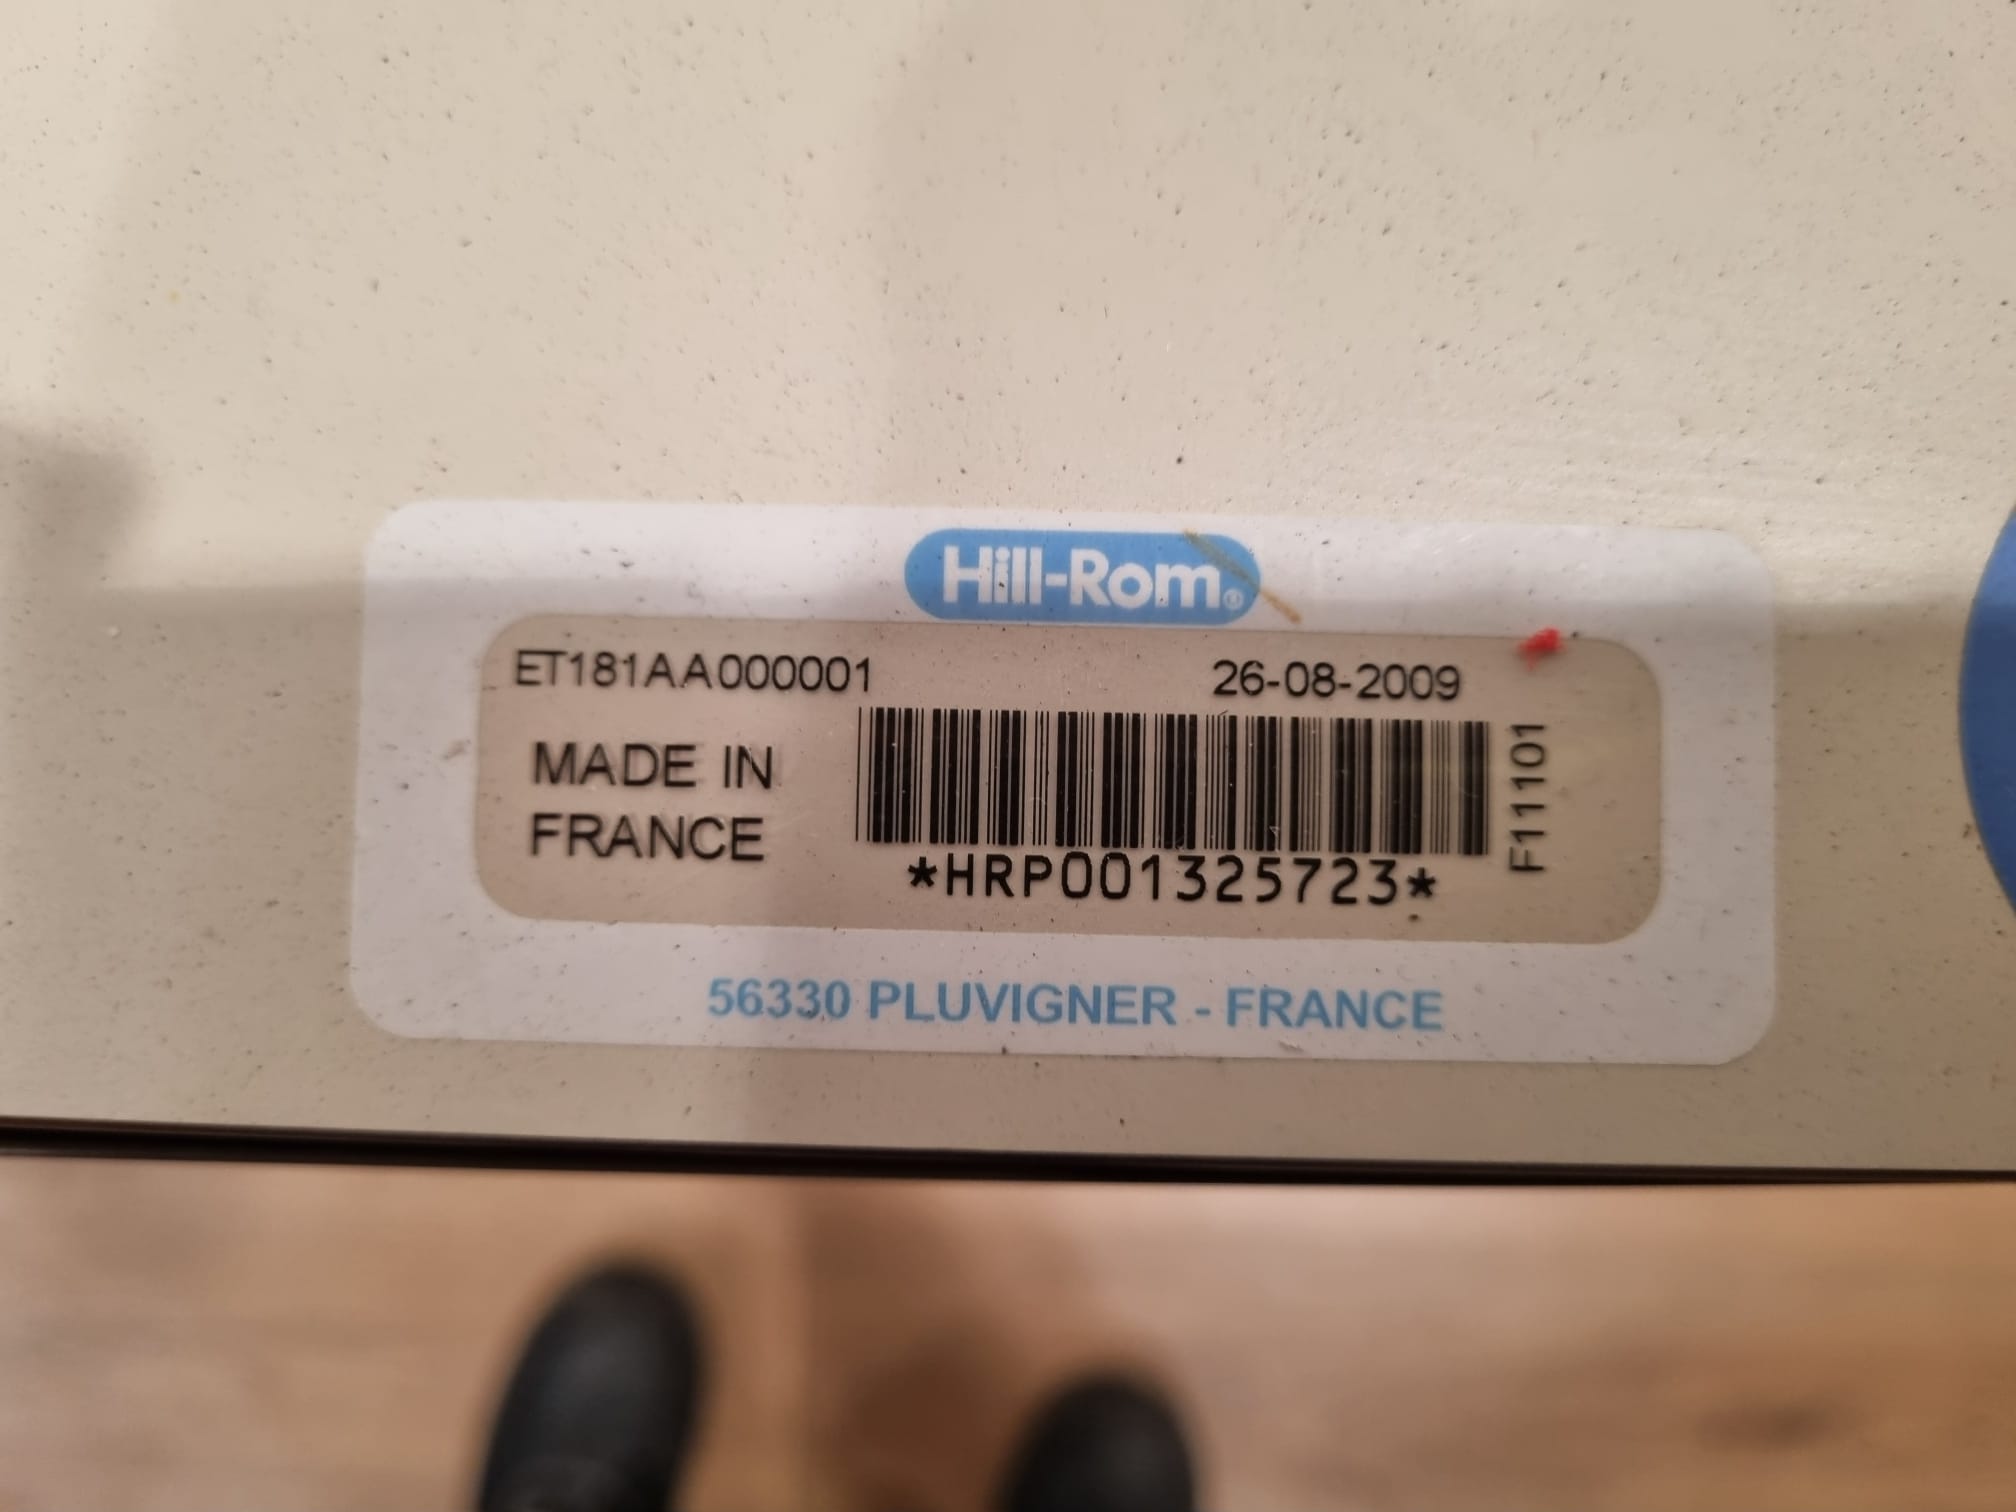 Hill-Rom®
ET181AA000001
26-08-2009
MADE IN
FRANCE
*HRP001325723*
F11101
56330 PLUVIGNER - FRANCE